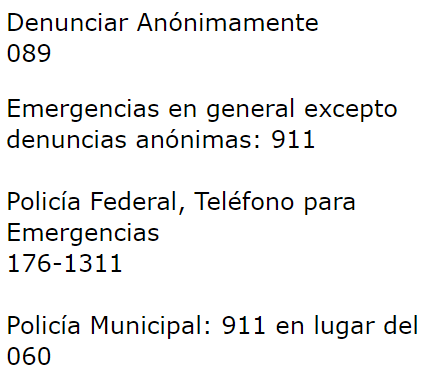 Denunciar Anónimamente
089
Emergencias en general excepto
denuncias anónimas: 911
Policía Federal, Teléfono para
Emergencias
176-1311
Policía Municipal: 911 en lugar del
060